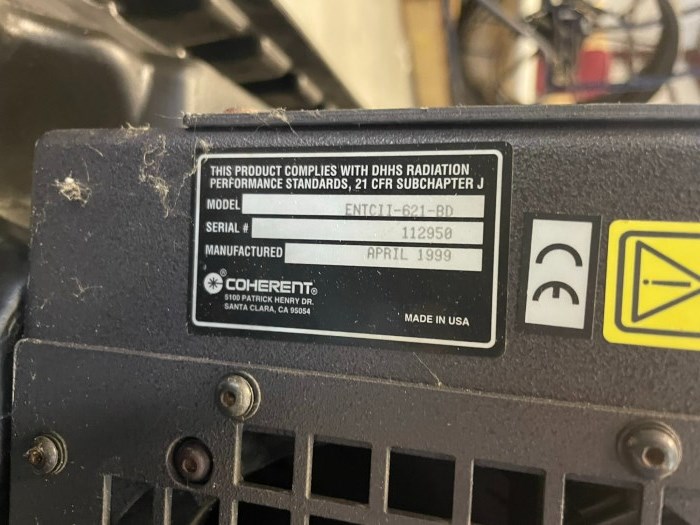 THIS PRODUCT COMPLIES WITH DHHS RADIATION
PERFORMANCE STANDARDS, 21 CFR SUBCHAPTER J
MODEL ENTCII-621-BD
SERIAL # 112950
MANUFACTURED APRIL 1999
COHERENT®
5100 PATRICK HENRY DR.
SANTA CLARA, CA 95054
MADE IN USA
CE